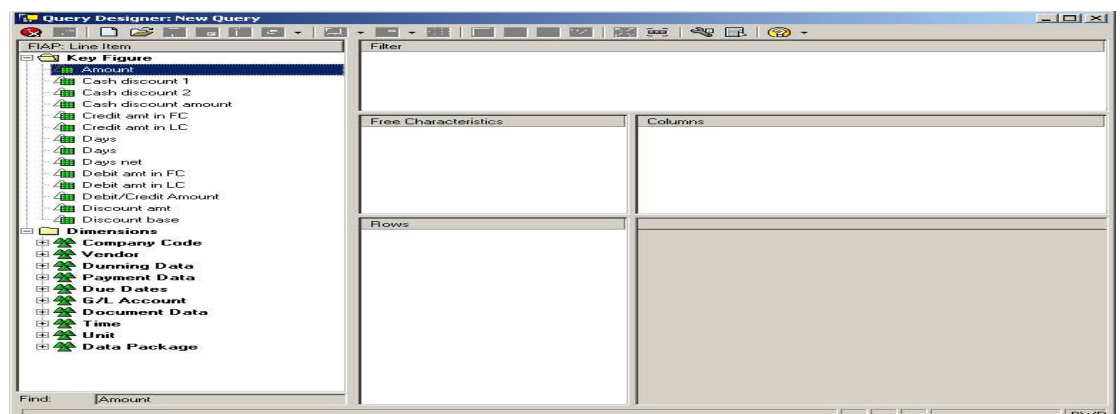 Query Designer: New Query
FIAP: Line Item
Key Figure
Amount
Cash discount 1
Cash discount 2
Cash discount amount
Credit amt in FC
Credit amt in LC
Days
Days
Days net
Debit amt in FC
Debit amt in LC
Debit/Credit Amount
Discount amt
Discount base
Dimensions
Company Code
Vendor
Dunning Data
Payment Data
Due Dates
G/L Account
Document Data
Time
Unit
Data Package
Find: Amount
Filter
Free Characteristics
Columns
Rows